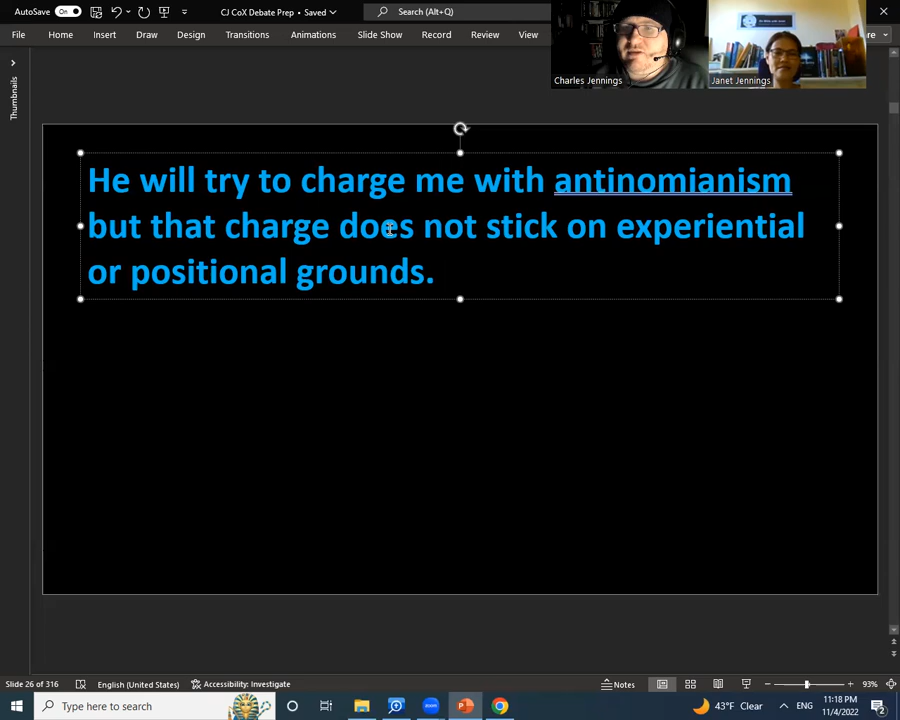 AutoSave On CJ CoX Debate Prep • Saved Search (Alt+Q)
Charles Jennings Janet Jennings
File Home Insert Draw Design Transitions Animations Slide Show Record Review View re
Thumbnails
He will try to charge me with antinomianism
but that charge does not stick on experiential
or positional grounds.
Slide 26 of 316 English (United States) Accessibility: Investigate Notes 93%
Type here to search 43°F Clear ENG 11:18 PM
11/4/2022 2